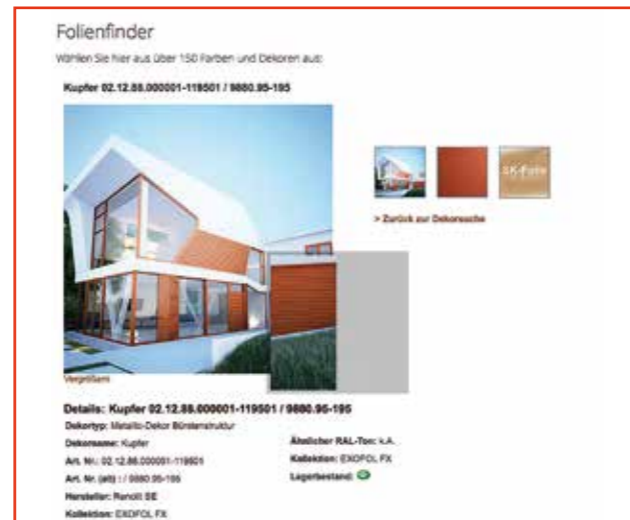 Folienfinder
Wählen Sie hier aus über 150 Farben und Dekoren aus:
Kupfer 02.12.88.000001-119501 / 9880.95-195
SK-Folie
> Zurück zur Dekorsuche
Vergrößern
Details: Kupfer 02.12.88.000001-119501 / 9880.95-195
Dekortyp: Metallic-Dekor Bürstenstruktur
Dekorname: Kupfer
Art. Nr.: 02.12.88.000001-119501
Art. Nr. (alt) : / 9880.95-195
Hersteller: Renolit SE
Kollektion: EXOFOL FX
Ähnlicher RAL-Ton: k.A.
Kollektion: EXOFOL FX
Lagerbestand: